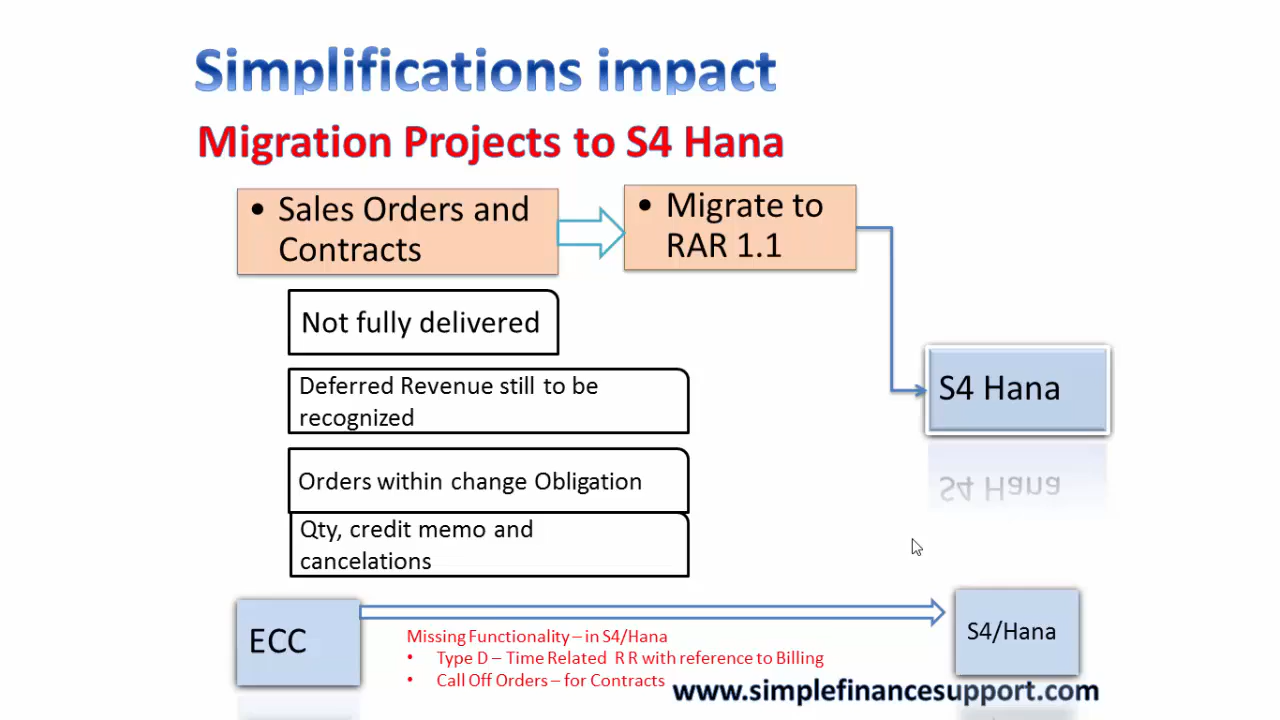 Simplifications impact
Migration Projects to S4 Hana
• Sales Orders and
Contracts
• Migrate to
RAR 1.1
Not fully delivered
Deferred Revenue still to be
recognized
S4 Hana
Orders within change Obligation
Qty, credit memo and
cancelations
ECC
Missing Functionality – in S4/Hana
• Type D – Time Related R R with reference to Billing
• Call Off Orders – for Contracts
S4/Hana
www.simplefinancesupport.com